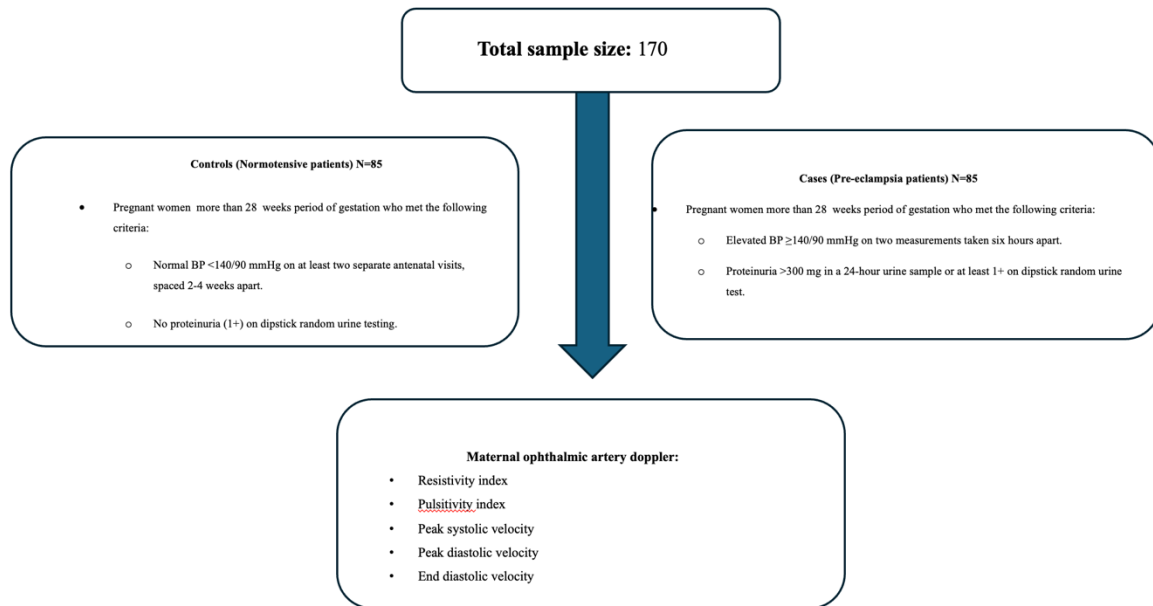 Total sample size: 170
Controls (Normotensive patients) N=85
• Pregnant women more than 28 weeks period of gestation who met the following
criteria:
o Normal BP <140/90 mmHg on at least two separate antenatal visits,
spaced 2-4 weeks apart.
o No proteinuria (1+) on dipstick random urine testing.
Cases (Pre-eclampsia patients) N=85
• Pregnant women more than 28 weeks period of gestation who met the following criteria:
o Elevated BP ≥140/90 mmHg on two measurements taken six hours apart.
o Proteinuria >300 mg in a 24-hour urine sample or at least 1+ on dipstick random urine
test.
Maternal ophthalmic artery doppler:
• Resistivity index
• Pulsitivity index
• Peak systolic velocity
• Peak diastolic velocity
• End diastolic velocity